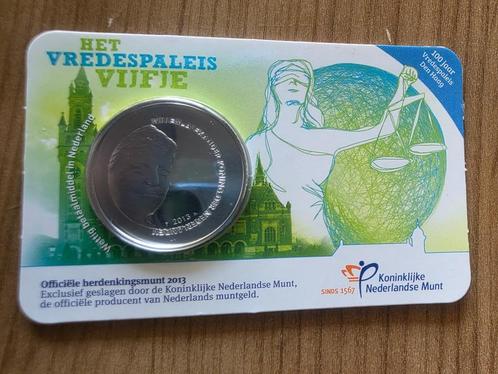 HET
VREDESPALEIS
VIJFJE
100 jaar
Vredespaleis
Den Haag
Wettig betaalmiddel in Nederland
2013
Officiële herdenkingsmunt 2013
Exclusief geslagen door de Koninklijke Nederlandse Munt,
de officiële producent van Nederlands muntgeld.
SINDS 1567
Koninklijke
Nederlandse Munt